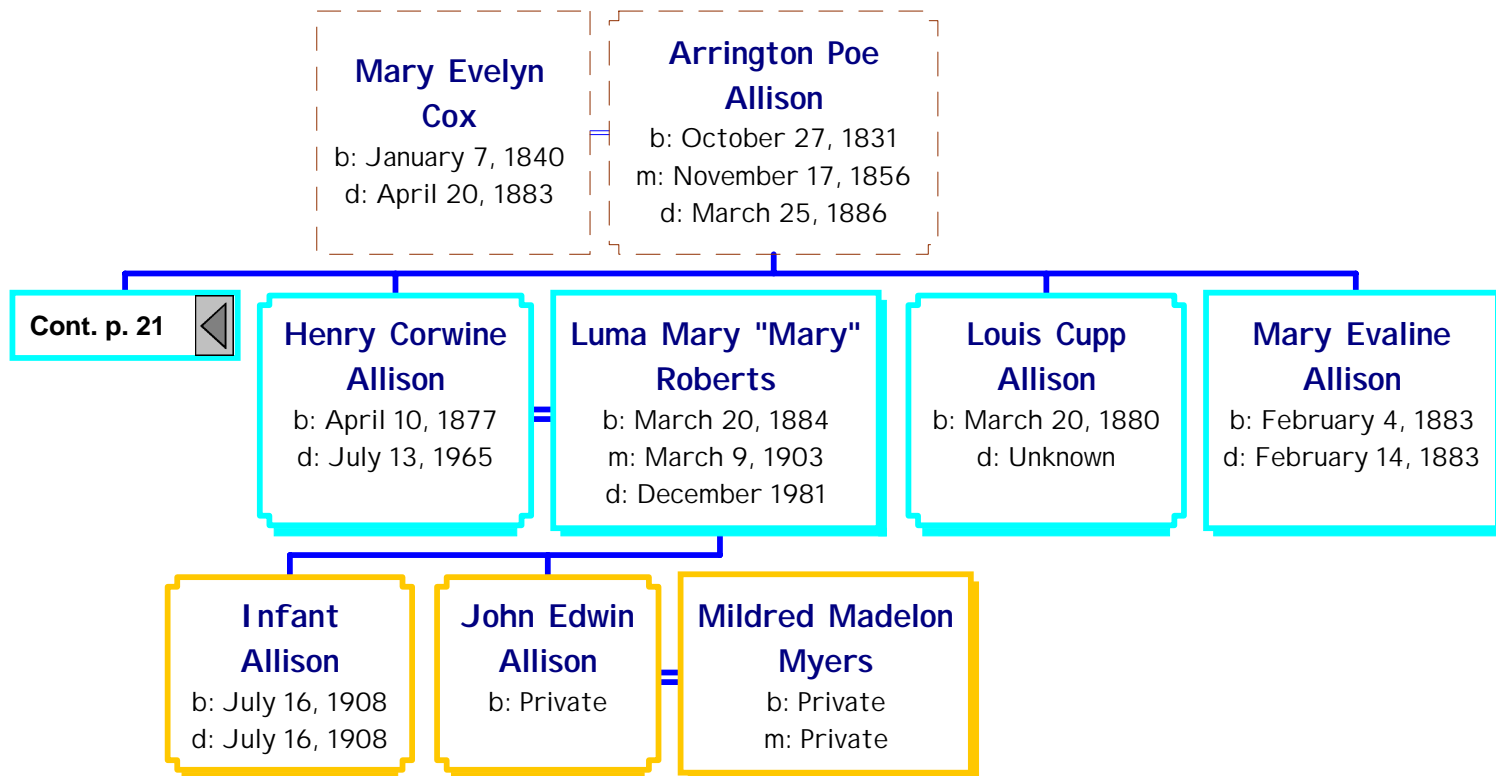 Mary Evelyn
Cox
b: January 7, 1840
d: April 20, 1883
Arrington Poe
Allison
b: October 27, 1831
m: November 17, 1856
d: March 25, 1886
Cont. p. 21
Henry Corwine
Allison
b: April 10, 1877
d: July 13, 1965
Luma Mary "Mary"
Roberts
b: March 20, 1884
m: March 9, 1903
d: December 1981
Louis Cupp
Allison
b: March 20, 1880
d: Unknown
Mary Evaline
Allison
b: February 4, 1883
d: February 14, 1883
Infant
Allison
b: July 16, 1908
d: July 16, 1908
John Edwin
Allison
b: Private
Mildred Madelon
Myers
b: Private
m: Private